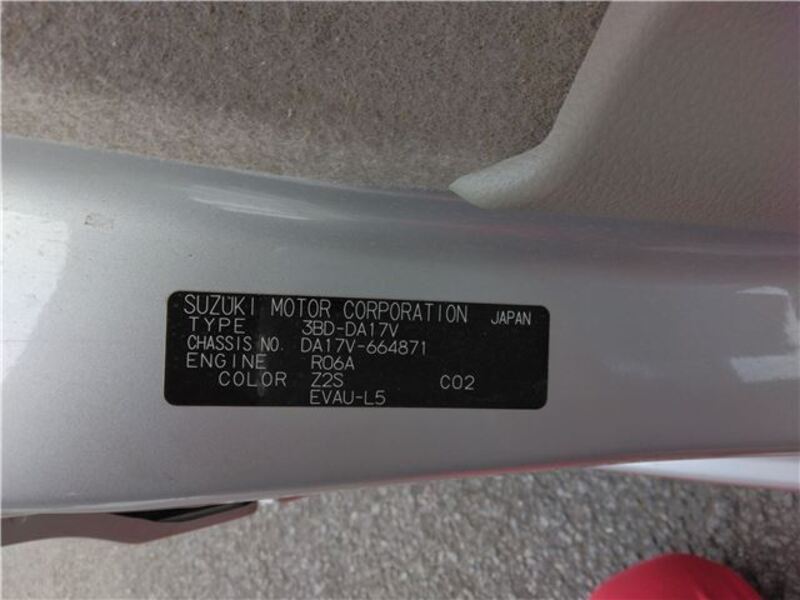 SUZUKI MOTOR CORPORATION JAPAN
TYPE 3BD-DA17V
CHASSIS NO. DA17V-664871
ENGINE R06A
COLOR Z2S C02
EVAU-L5